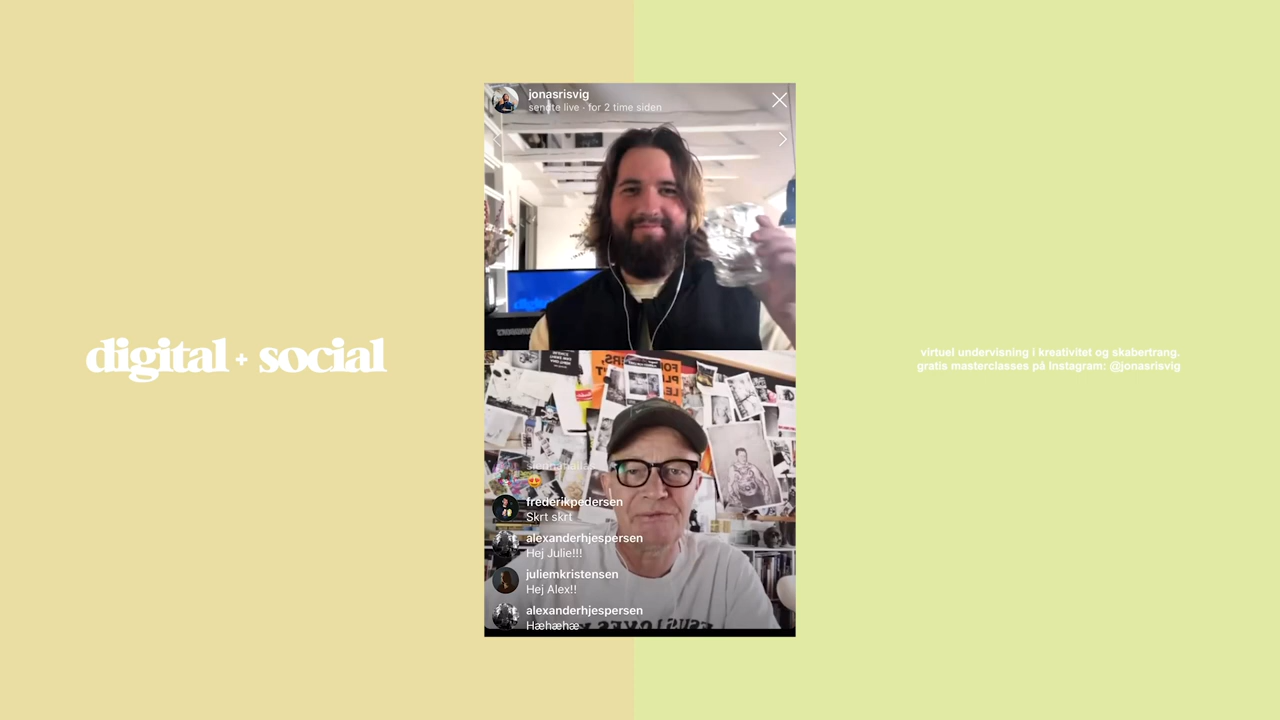 digital + social
jonasrisvig
sendte live · for 2 time siden
😍
frederikpedersen
Skrt skrt
alexanderhjespersen
Hej Julie!!!
juliemkristensen
Hej Alex!!
alexanderhjespersen
Hæhæhæ
virtuel undervisning i kreativitet og skabertrang.
gratis masterclasses på Instagram: @jonasrisvig